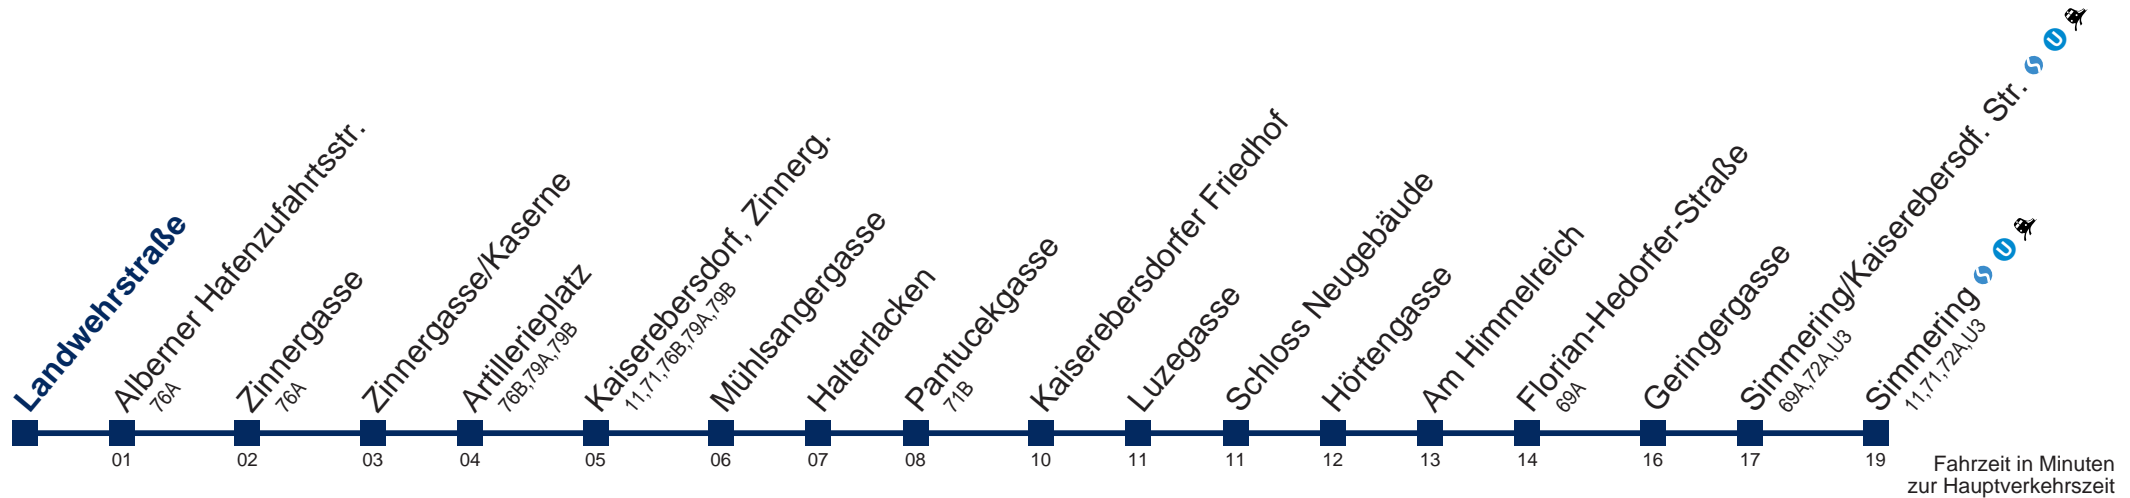 Landwehrstraße
Alberner Hafenzufahrtsstr.
76A
Zinnergasse
76A
Zinnergasse/Kaserne
Artillerieplatz
76B,79A,79B
Kaiserebersdorf, Zinnerg.
11,71,76B,79A,79B
Mühlsangergasse
Halterlacken
Pantucekgasse
71B
Kaiserebersdorfer Friedhof
Luzegasse
Schloss Neugebäude
Hörtengasse
Am Himmelreich
Florian-Hedorfer-Straße
69A
Geringergasse
Simmering/Kaiserebersdf. Str. S U
69A,72A,U3
Simmering S U
11,71,72A,U3
01 02 03 04 05 06 07 08 10 11 11 12 13 14 16 17 19
Fahrzeit in Minuten
zur Hauptverkehrszeit